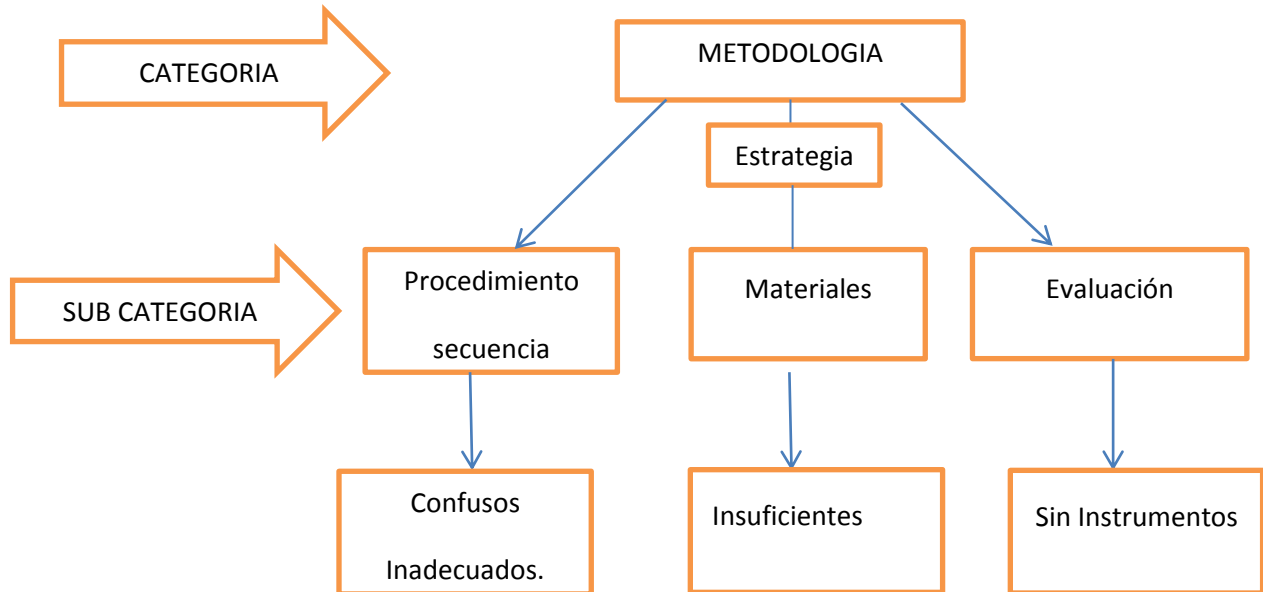 CATEGORIA
METODOLOGIA
Estrategia
SUB CATEGORIA
Procedimiento
secuencia
Materiales
Evaluación
Confusos
Inadecuados.
Insuficientes
Sin Instrumentos